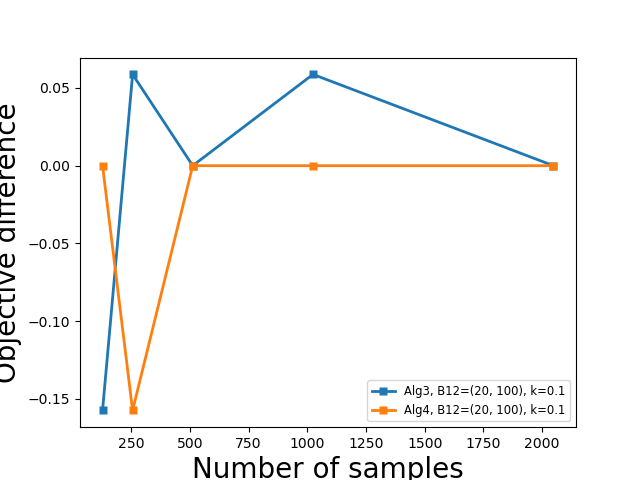 Objective difference
0.05
0.00
−0.05
−0.10
−0.15
Alg3, B12=(20, 100), k=0.1
Alg4, B12=(20, 100), k=0.1
250 500 750 1000 1250 1500 1750 2000
Number of samples